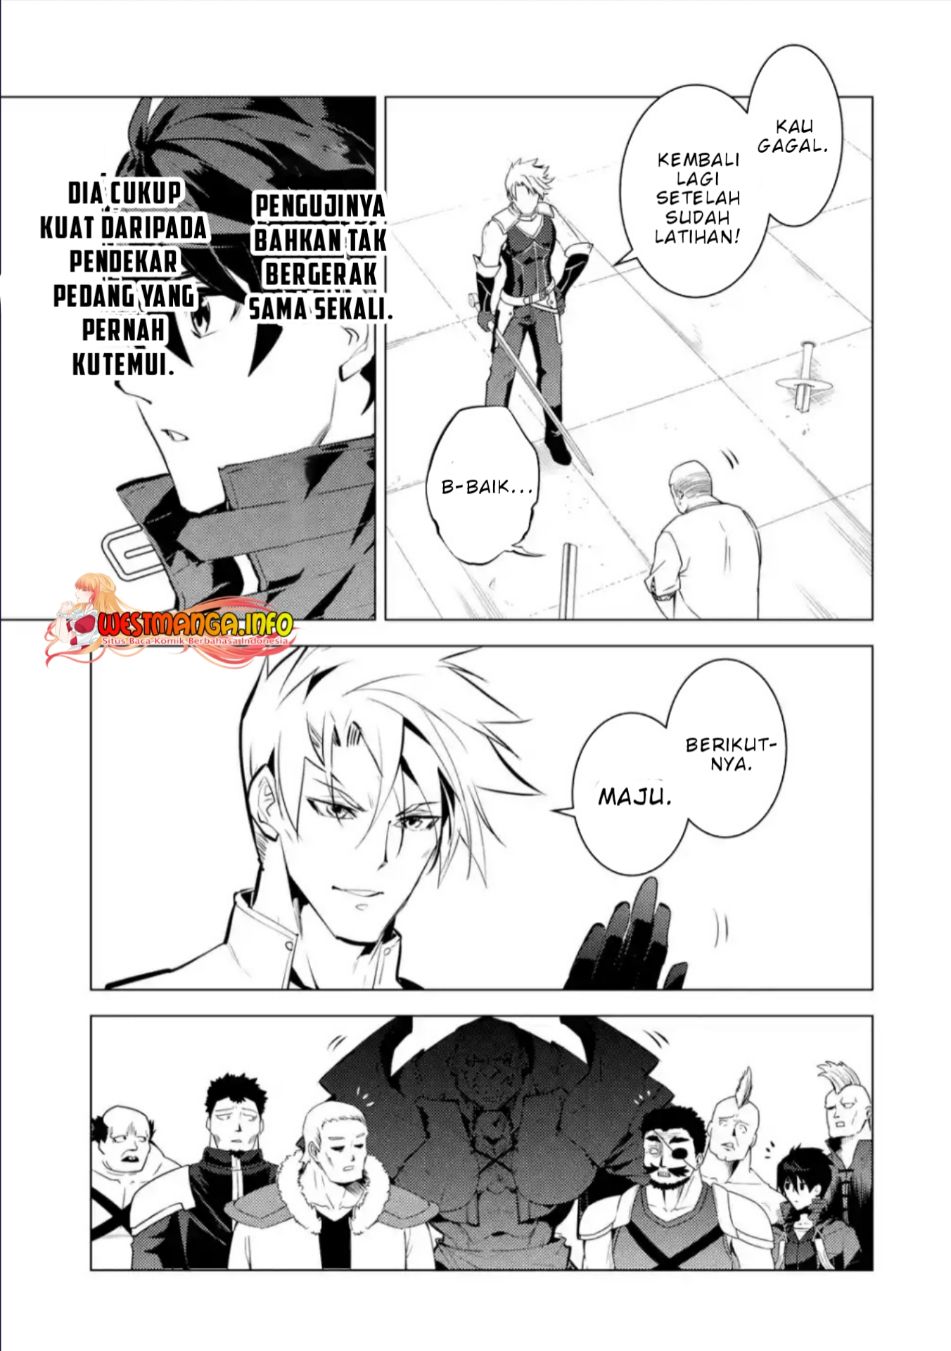 KAU
GAGAL.
KEMBALI
LAGI
SETELAH
SUDAH
LATIHAN!
B-BAIK...
PENGUJINYA
BAHKAN TAK
BERGERAK
SAMA SEKALI.
DIA CUKUP
KUAT DARIPADA
PENDEKAR
PEDANG YANG
PERNAH
KUTEMUI.
WESTMANGA.INFO
Situs Baca Komik Berbahasa Indonesia
BERIKUT-
NYA.
MAJU.